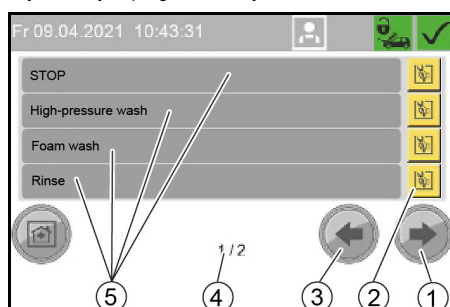 Fr 09.04.2021 10:43:31
STOP
High-pressure wash
Foam wash
Rinse
1/2
5 4 3 2 1